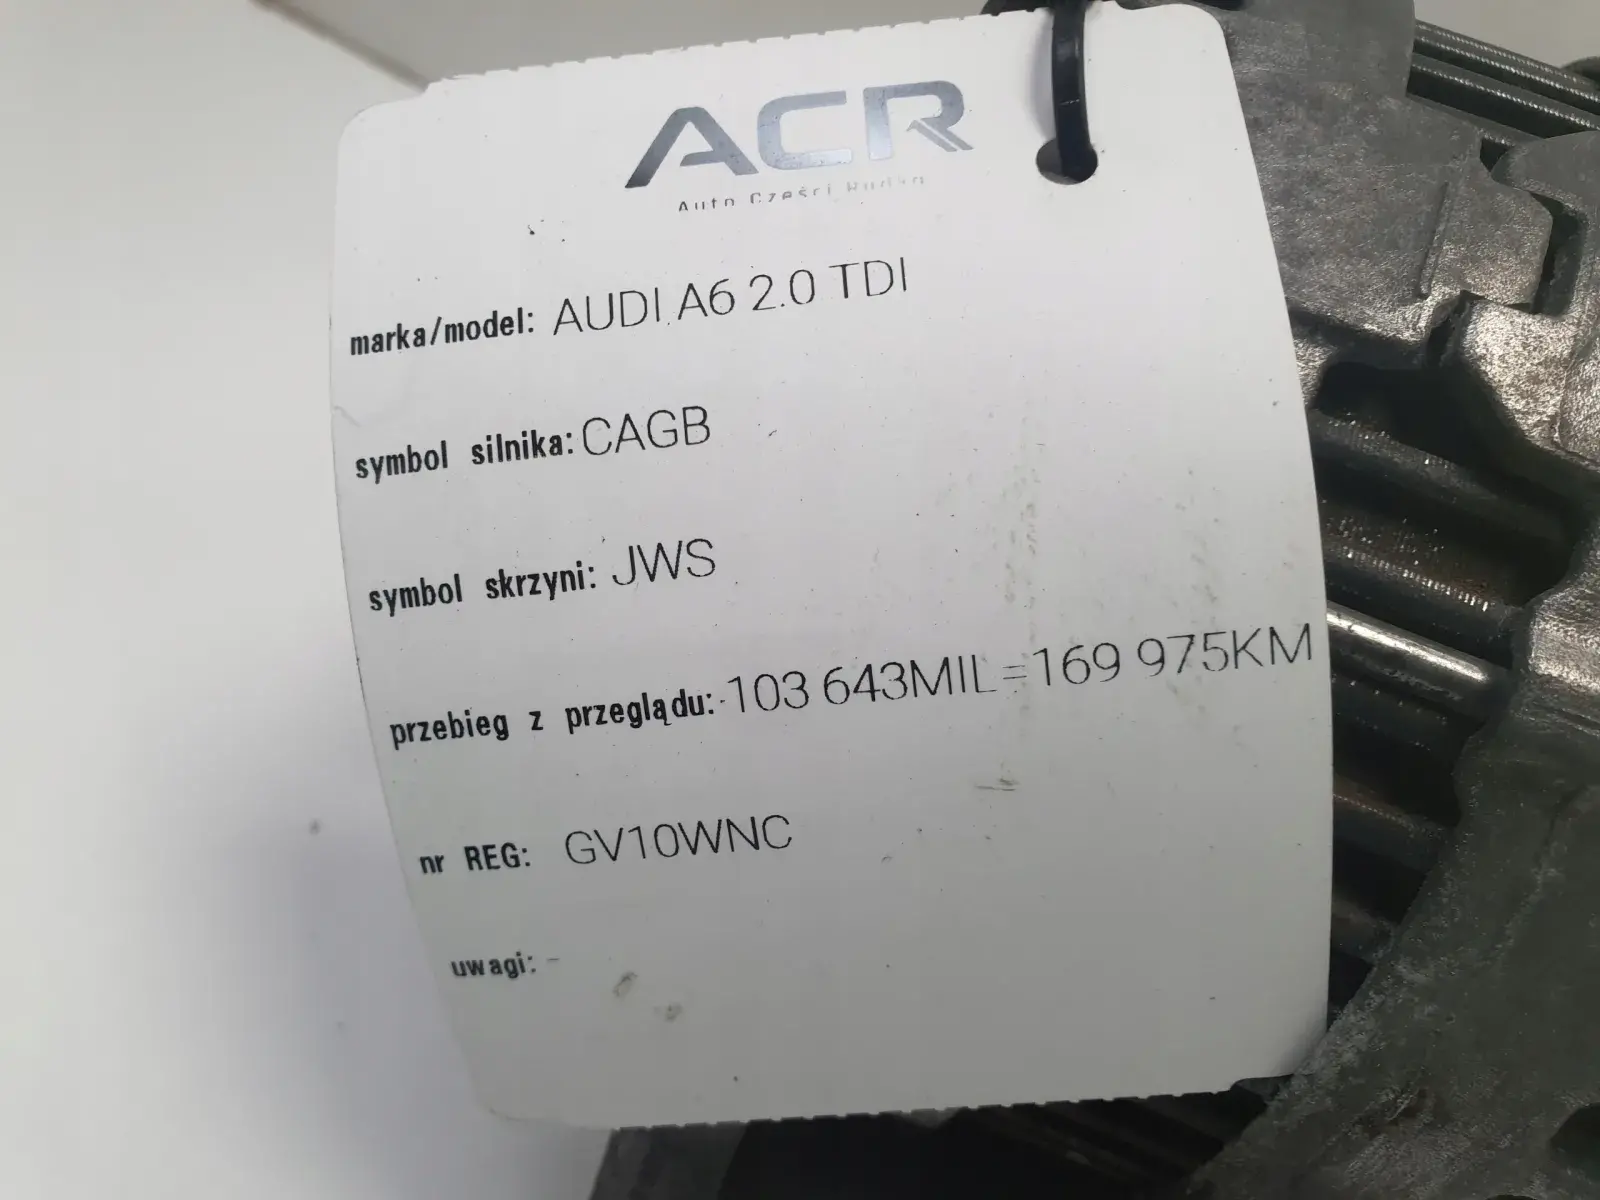 ACR
Auto Części
marka/model: AUDI A6 2.0 TDI
symbol silnika: CAGB
symbol skrzyni: JWS
przebieg z przeglądu: 103 643MIL=169 975KM
nr REG: GV10WNC
uwagi: -